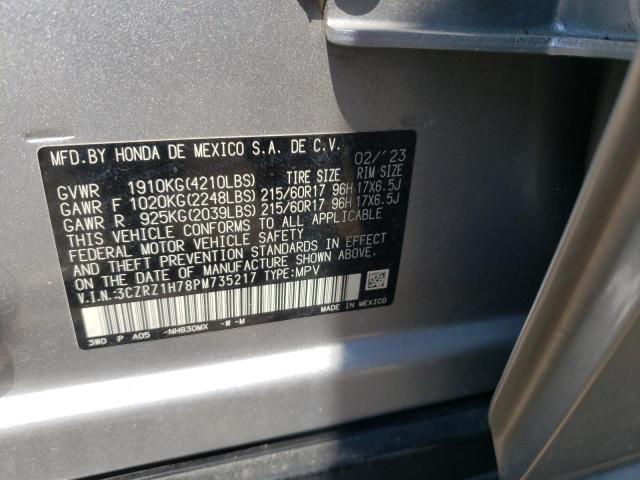 MFD.BY HONDA DE MEXICO S.A. DE C.V. 02/'23
TIRE SIZE RIM SIZE
GVWR 1910KG(4210LBS)
GAWR F 1020KG(2248LBS) 215/60R17 96H 17X6.5J
GAWR R 925KG(2039LBS) 215/60R17 96H 17X6.5J
THIS VEHICLE CONFORMS TO ALL APPLICABLE
FEDERAL MOTOR VEHICLE SAFETY
AND THEFT PREVENTION STANDARDS IN EFFECT
ON THE DATE OF MANUFACTURE SHOWN ABOVE.
V.I.N.:3CZRZ1H78PM735217 TYPE:MPV
3W0 P A05 -NH830MX -W-M
MADE IN MEXICO